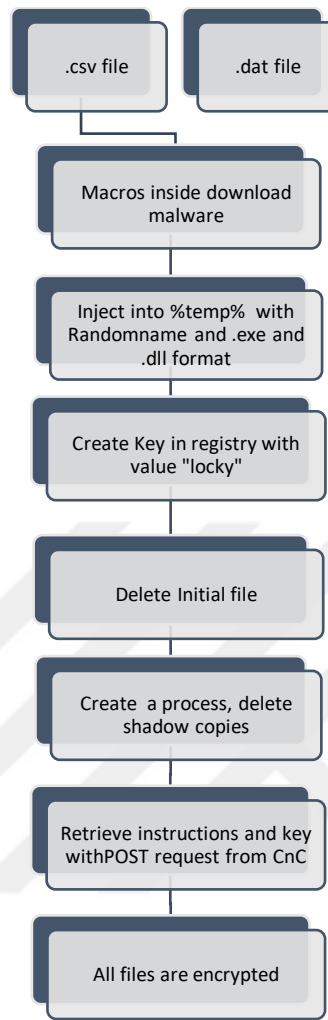 .csv file
.dat file
Macros inside download
malware
Inject into %temp% with
Randomname and .exe and
.dll format
Create Key in registry with
value "locky"
Delete Initial file
Create a process, delete
shadow copies
Retrieve instructions and key
withPOST request from CnC
All files are encrypted